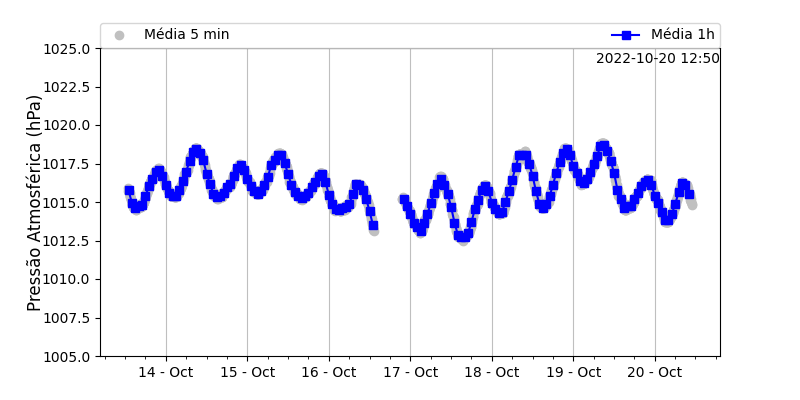 Média 5 min
Média 1h
2022-10-20 12:50
Pressão Atmosférica (hPa)
1025.0
1022.5
1020.0
1017.5
1015.0
1012.5
1010.0
1007.5
1005.0
14 - Oct
15 - Oct
16 - Oct
17 - Oct
18 - Oct
19 - Oct
20 - Oct